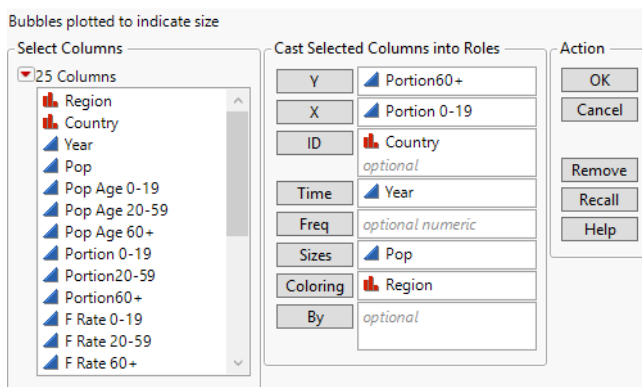 Bubbles plotted to indicate size
Select Columns
25 Columns
Region
Country
Year
Pop
Pop Age 0-19
Pop Age 20-59
Pop Age 60+
Portion 0-19
Portion20-59
Portion60+
F Rate 0-19
F Rate 20-59
F Rate 60+
Cast Selected Columns into Roles
Y Portion60+
X Portion 0-19
ID Country
optional
Time Year
Freq optional numeric
Sizes Pop
Coloring Region
By optional
Action
OK
Cancel
Remove
Recall
Help